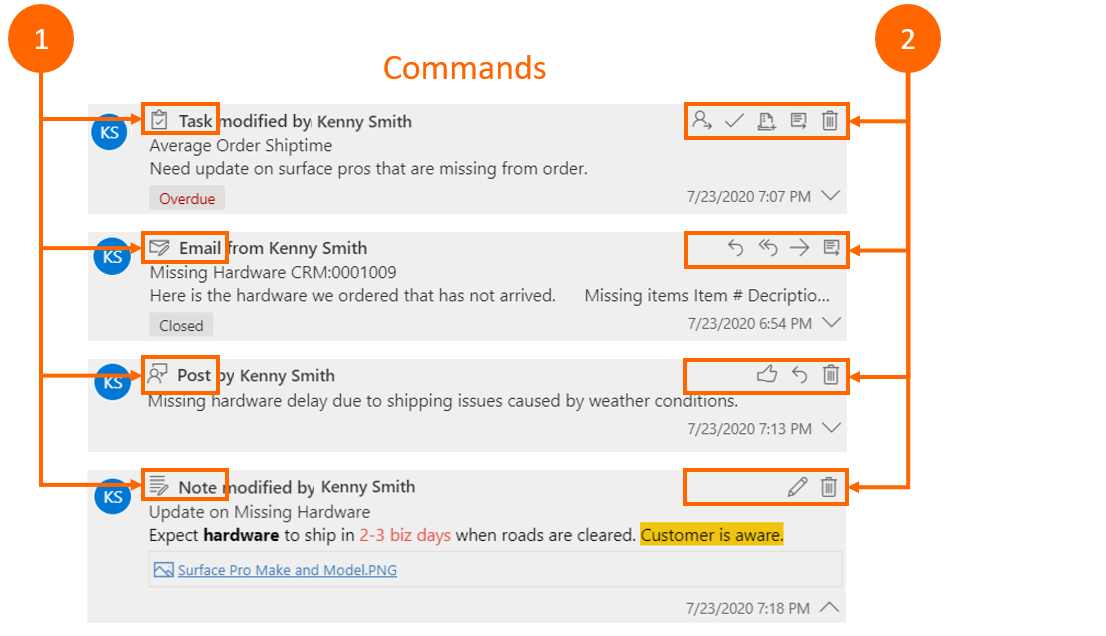 1
2
Commands
KS
Task modified by Kenny Smith
Average Order Shiptime
Need update on surface pros that are missing from order.
Overdue
7/23/2020 7:07 PM
KS
Email from Kenny Smith
Missing Hardware CRM:0001009
Here is the hardware we ordered that has not arrived. Missing items Item # Decriptio...
Closed
7/23/2020 6:54 PM
KS
Post by Kenny Smith
Missing hardware delay due to shipping issues caused by weather conditions.
7/23/2020 7:13 PM
KS
Note modified by Kenny Smith
Update on Missing Hardware
Expect hardware to ship in 2-3 biz days when roads are cleared. Customer is aware.
Surface Pro Make and Model.PNG
7/23/2020 7:18 PM